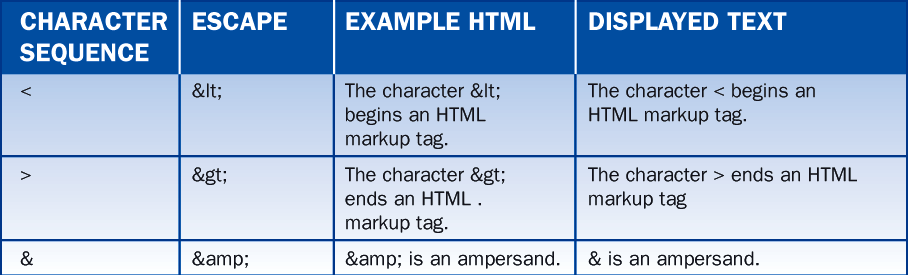 CHARACTER SEQUENCE ESCAPE EXAMPLE HTML DISPLAYED TEXT
< &lt; The character &lt; The character < begins an
begins an HTML HTML markup tag.
markup tag.
> &gt; The character &gt; The character > ends an HTML
ends an HTML . markup tag
markup tag.
& &amp; &amp; is an ampersand. & is an ampersand.